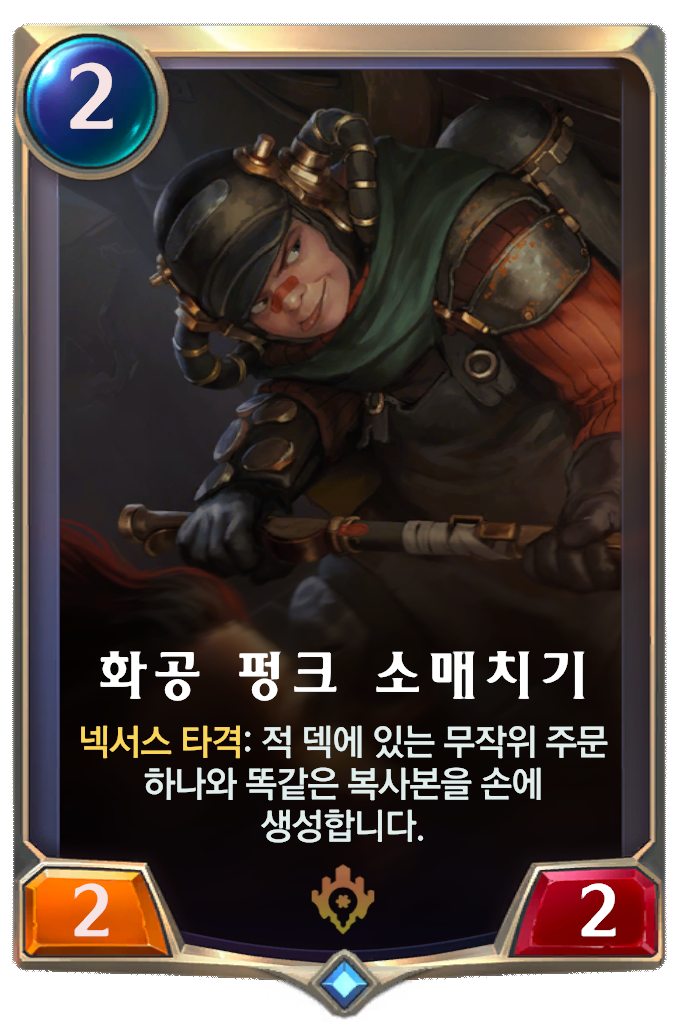 2
화공 펑크 소매치기
넥서스 타격: 적 덱에 있는 무작위 주문
하나와 똑같은 복사본을 손에
생성합니다.
2
2